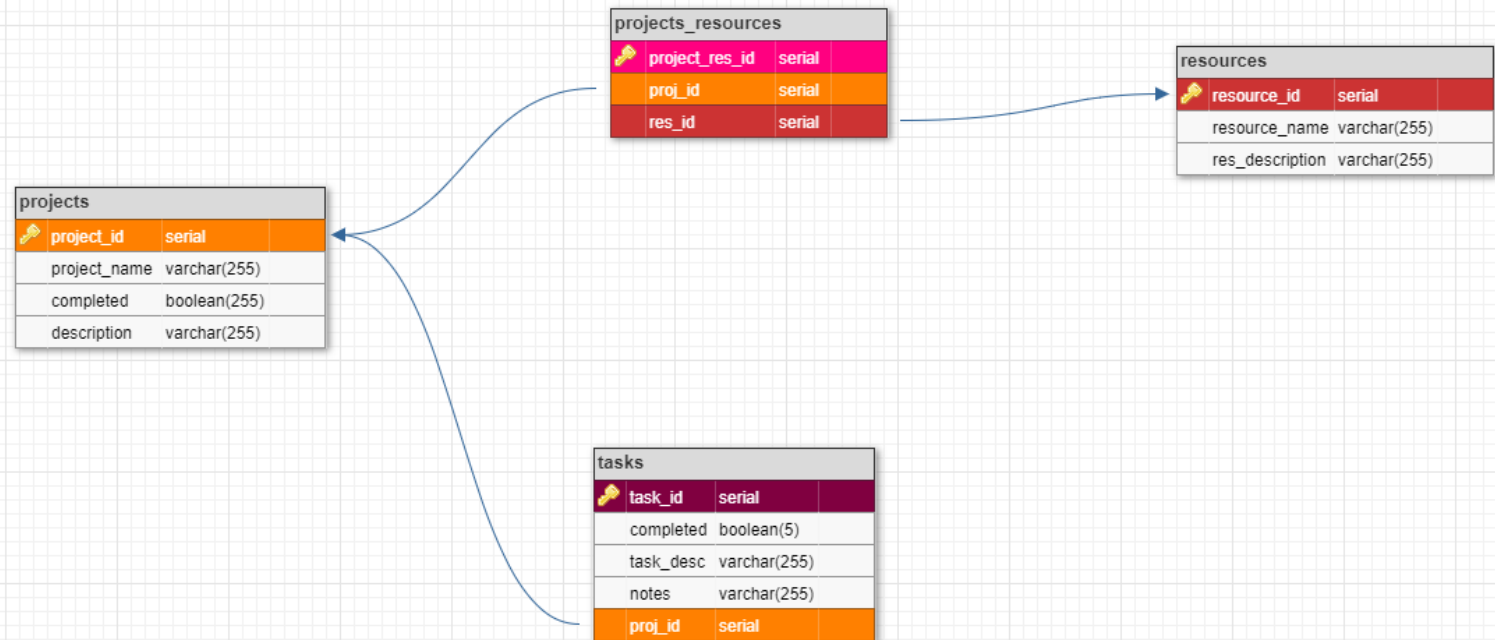 projects_resources
project_res_id serial
proj_id serial
res_id serial
resources
resource_id serial
resource_name varchar(255)
res_description varchar(255)
projects
project_id serial
project_name varchar(255)
completed boolean(255)
description varchar(255)
tasks
task_id serial
completed boolean(5)
task_desc varchar(255)
notes varchar(255)
proj_id serial